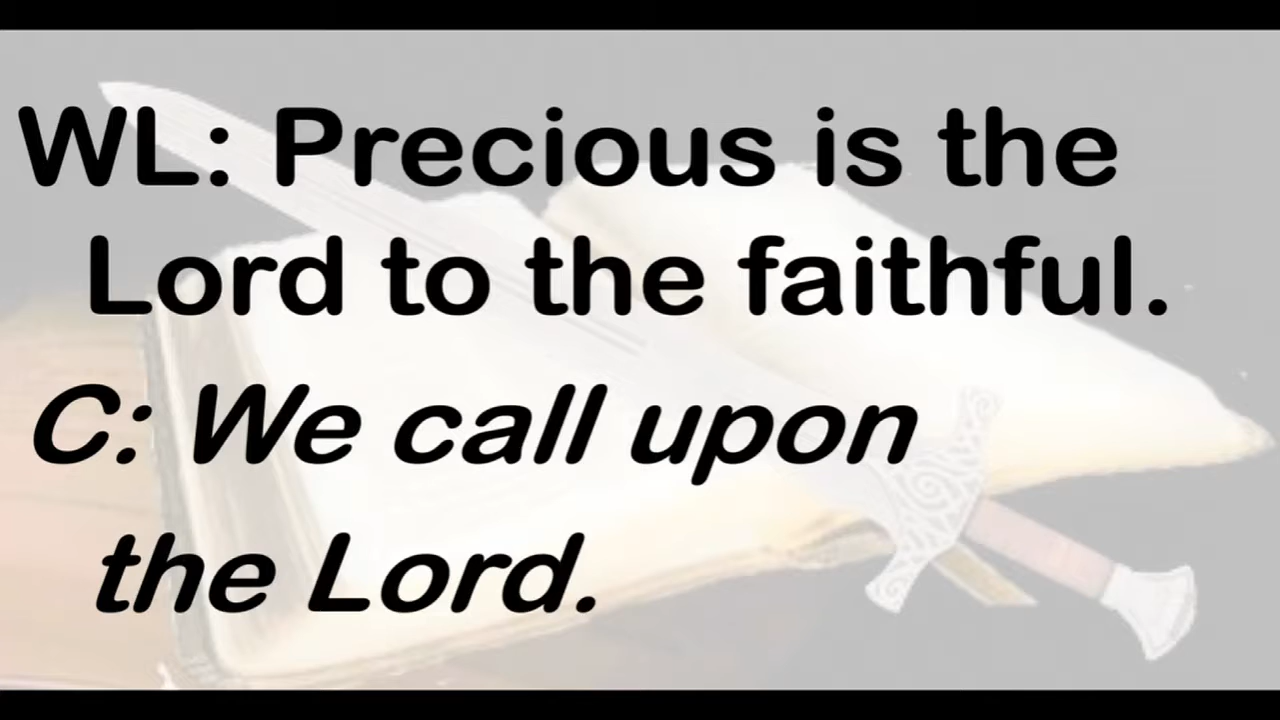 WL: Precious is the
Lord to the faithful.
C: We call upon
the Lord.